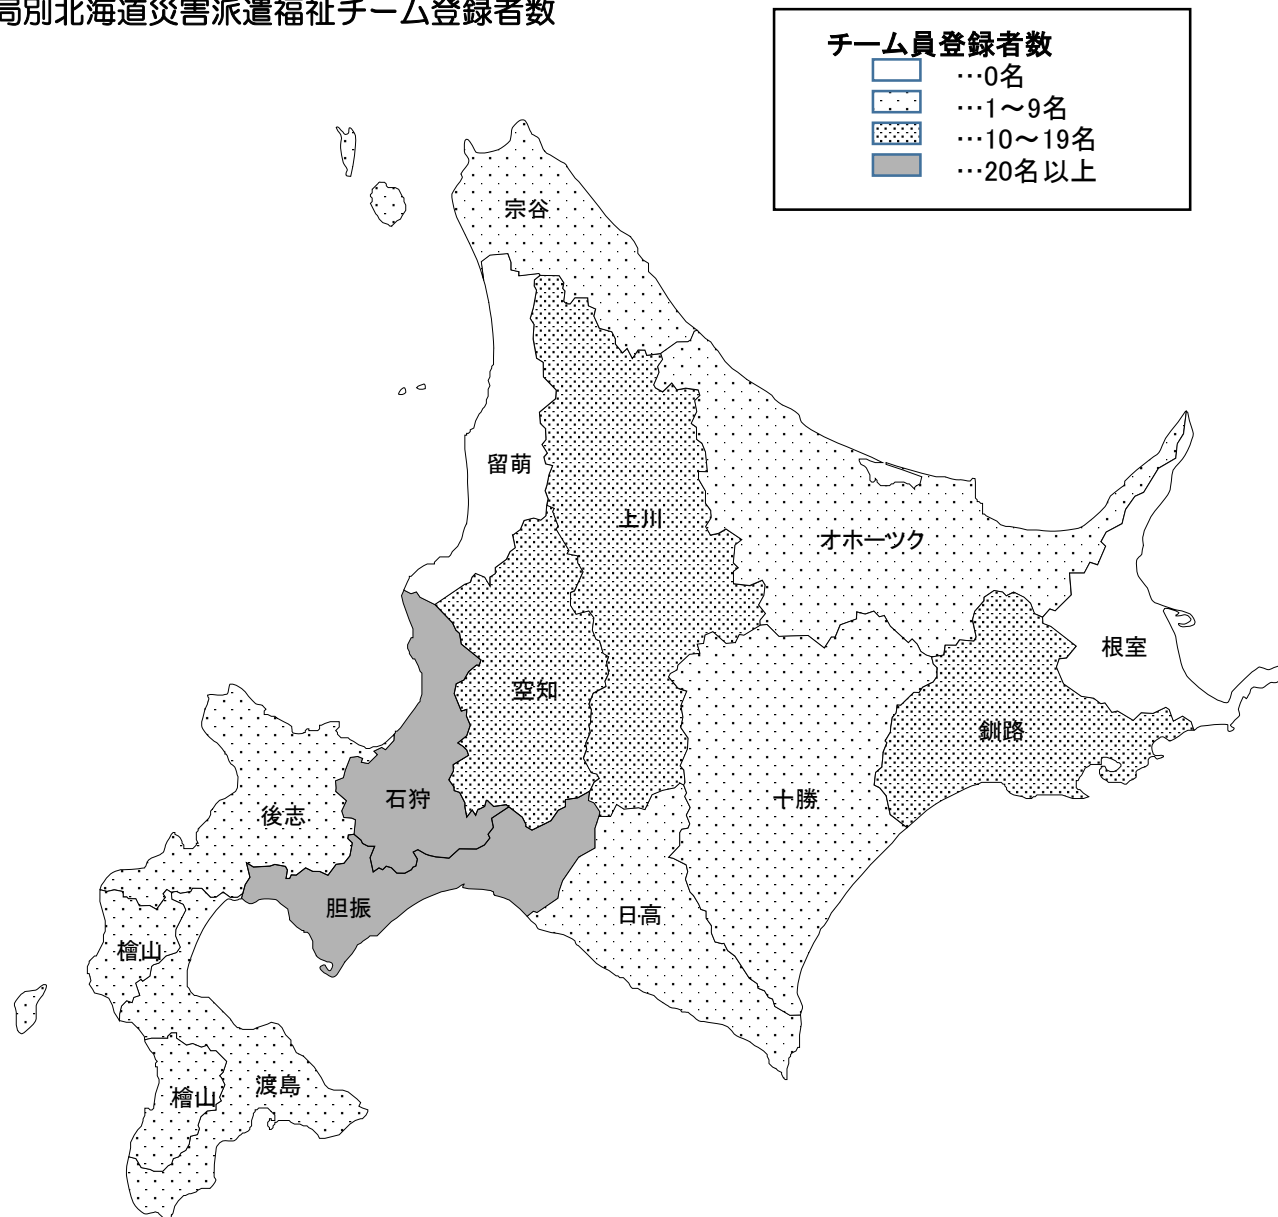 局別北海道災害派遣福祉チーム登録者数
チーム員登録者数
…0名
…1～9名
…10～19名
…20名以上
宗谷
留萌
上川
オホーツク
根室
空知
釧路
石狩
十勝
後志
胆振
日高
檜山
渡島
檜山